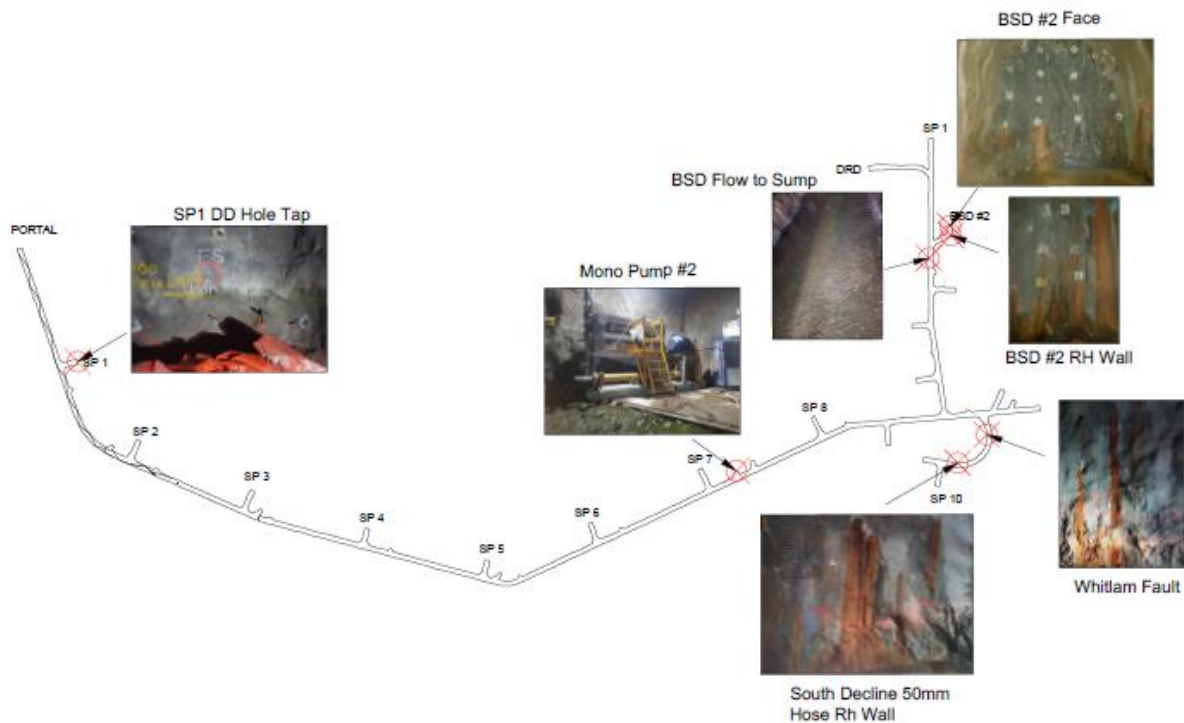 BSD #2 Face
SP 1
DRD
BSD Flow to Sump
SP1 DD Hole Tap
PORTAL
BSD #2
Mono Pump #2
BSD #2 RH Wall
SP 1
SP 8
SP 2
SP 7
SP 3
SP 10
SP 6
SP 4
SP 5
Whitlam Fault
South Decline 50mm
Hose Rh Wall